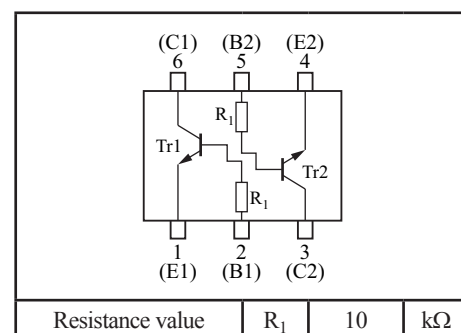 (C1) (B2) (E2)
6 5 4
R1
Tr1
Tr2
R1
1 2 3
(E1) (B1) (C2)
Resistance value R1 10 kΩ